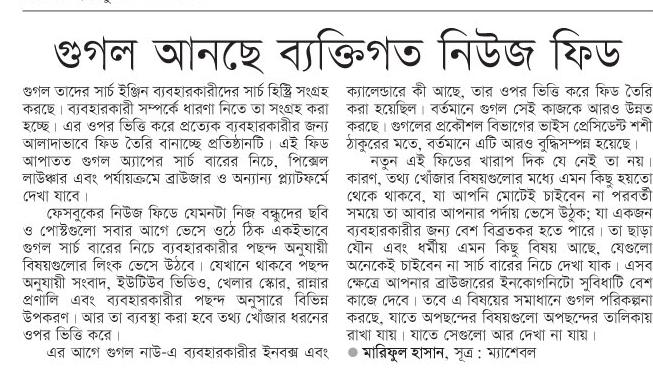 গুগল আনছে ব্যক্তিগত নিউজ ফিড
গুগল তাদের সার্চ ইঞ্জিন ব্যবহারকারীদের সার্চ হিস্ট্রি সংগ্রহ
করছে। ব্যবহারকারী সম্পর্কে ধারণা নিতে তা সংগ্রহ করা
হচ্ছে। এর ওপর ভিত্তি করে প্রত্যেক ব্যবহারকারীর জন্য
আলাদাভাবে ফিড তৈরি বানাচ্ছে প্রতিষ্ঠানটি। এই ফিড
আপাতত গুগল অ্যাপের সার্চ বারের নিচে, পিক্সেল
লাউঞ্চার এবং পর্যায়ক্রমে ব্রাউজার ও অন্যান্য প্ল্যাটফর্মে
দেখা যাবে।
ফেসবুকের নিউজ ফিডে যেমনটা নিজ বন্ধুদের ছবি
ও পোস্টগুলো সবার আগে ভেসে ওঠে ঠিক একইভাবে
গুগল সার্চ বারের নিচে ব্যবহারকারীর পছন্দ অনুযায়ী
বিষয়গুলোর লিংক ভেসে উঠবে। যেখানে থাকবে পছন্দ
অনুযায়ী সংবাদ, ইউটিউব ভিডিও, খেলার স্কোর, রান্নার
প্রণালি এবং ব্যবহারকারীর পছন্দ অনুসারে বিভিন্ন
উপকরণ। আর তা ব্যবস্থা করা হবে তথ্য খোঁজার ধরনের
ওপর ভিত্তি করে।
এর আগে গুগল নাউ-এ ব্যবহারকারীর ইনবক্স এবং
ক্যালেন্ডারে কী আছে, তার ওপর ভিত্তি করে ফিড তৈরি
করা হয়েছিল। বর্তমানে গুগল সেই কাজকে আরও উন্নত
করছে। গুগলের প্রকৌশল বিভাগের ভাইস প্রেসিডেন্ট শশী
ঠাকুরের মতে, বর্তমানে এটি আরও বুদ্ধিসম্পন্ন হয়েছে।
নতুন এই ফিডের খারাপ দিক যে নেই তা নয়।
কারণ, তথ্য খোঁজার বিষয়গুলোর মধ্যে এমন কিছু হয়তো
থেকে থাকবে, যা আপনি মোটেই চাইবেন না পরবর্তী
সময়ে তা আবার আপনার পর্দায় ভেসে উঠুক; যা একজন
ব্যবহারকারীর জন্য বেশ বিব্রতকর হতে পারে। তা ছাড়া
যৌন এবং ধর্মীয় এমন কিছু বিষয় আছে, যেগুলো
অনেকেই চাইবেন না সার্চ বারের নিচে দেখা যাক। এসব
ক্ষেত্রে আপনার ব্রাউজারের ইনকোগনিটো সুবিধাটি বেশ
কাজে দেবে। তবে এ বিষয়ের সমাধানে গুগল পরিকল্পনা
করছে, যাতে অপছন্দের বিষয়গুলো অপছন্দের তালিকায়
রাখা যায়। যাতে সেগুলো আর দেখা না যায়।
● মারিফুল হাসান, সূত্র : ম্যাশেবল